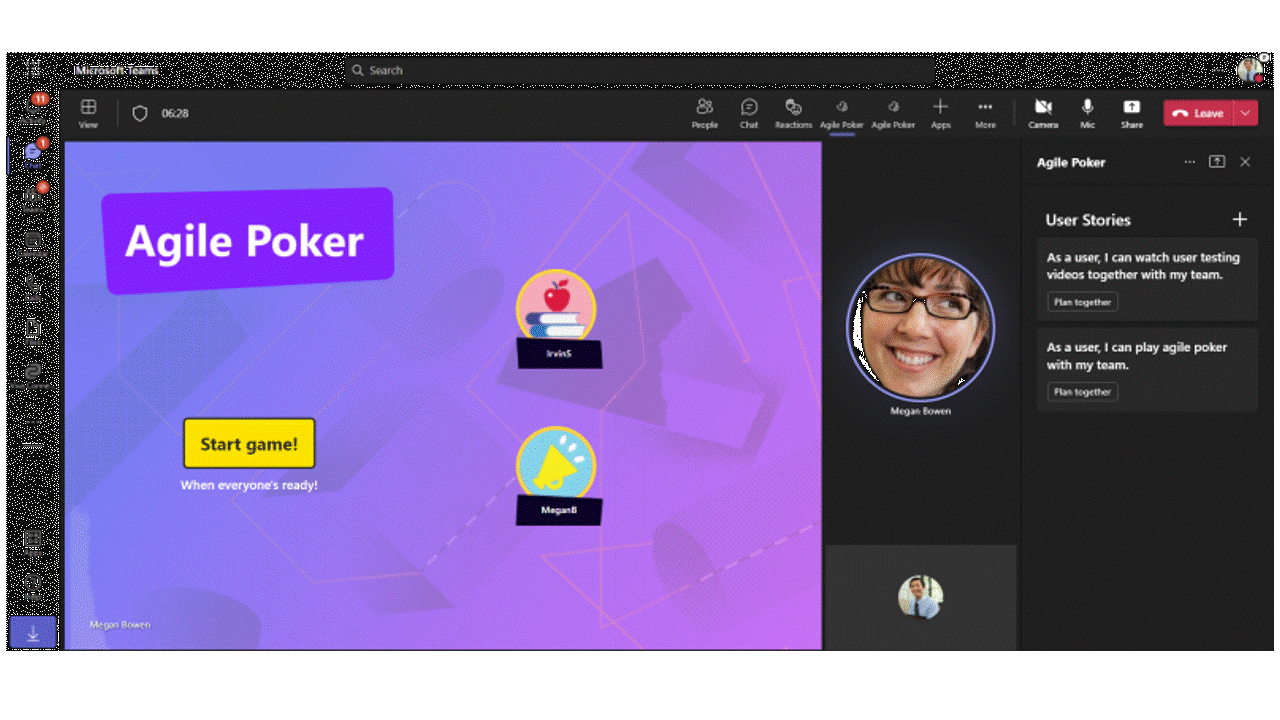 Microsoft Teams
Search
11
1
View
06:28
People
Chat
Reactions
Agile Poker
Agile Poker
Apps
More
Camera
Mic
Share
Leave
Agile Poker
Start game!
When everyone's ready!
IrvinS
MeganB
Megan Bowen
Megan Bowen
Agile Poker
User Stories
As a user, I can watch user testing
videos together with my team.
Plan together
As a user, I can play agile poker
with my team.
Plan together